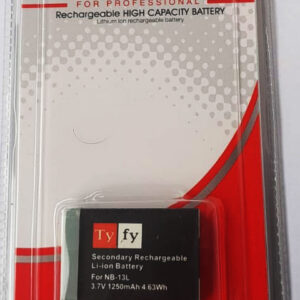 FOR PROFESSIONAL
Rechargeable HIGH CAPACITY BATTERY
Lithium ion rechargeable battery
Ty fy
Secondary Rechargeable
Li-ion Battery
For NB-13L
3.7V 1250mAh 4.63Wh